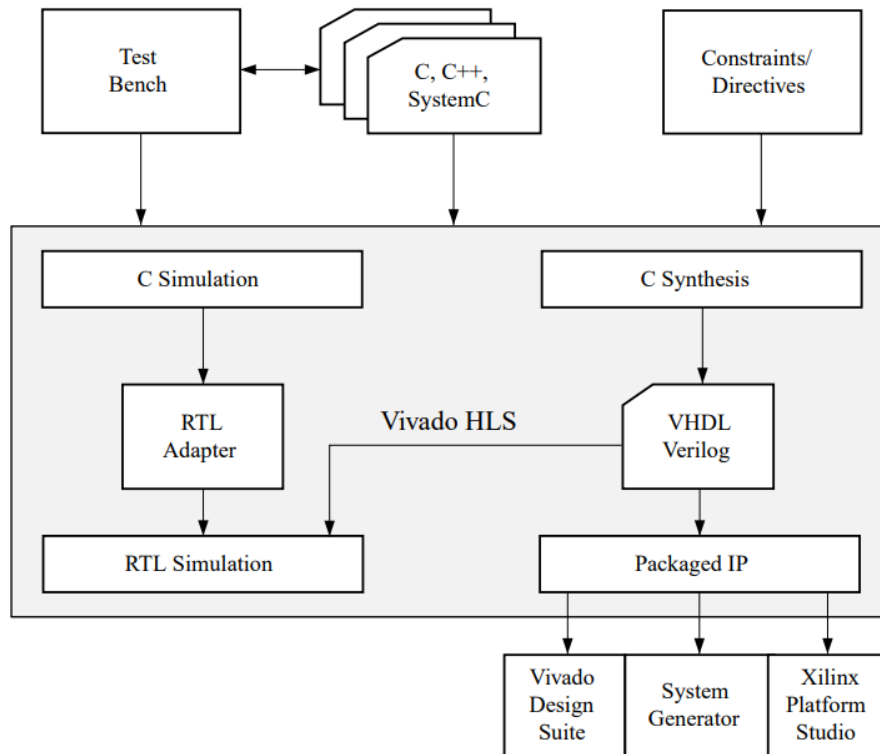 Test
Bench
C, C++,
SystemC
Constraints/
Directives
C Simulation
C Synthesis
RTL
Adapter
Vivado HLS
VHDL
Verilog
RTL Simulation
Packaged IP
Vivado
Design
Suite
System
Generator
Xilinx
Platform
Studio